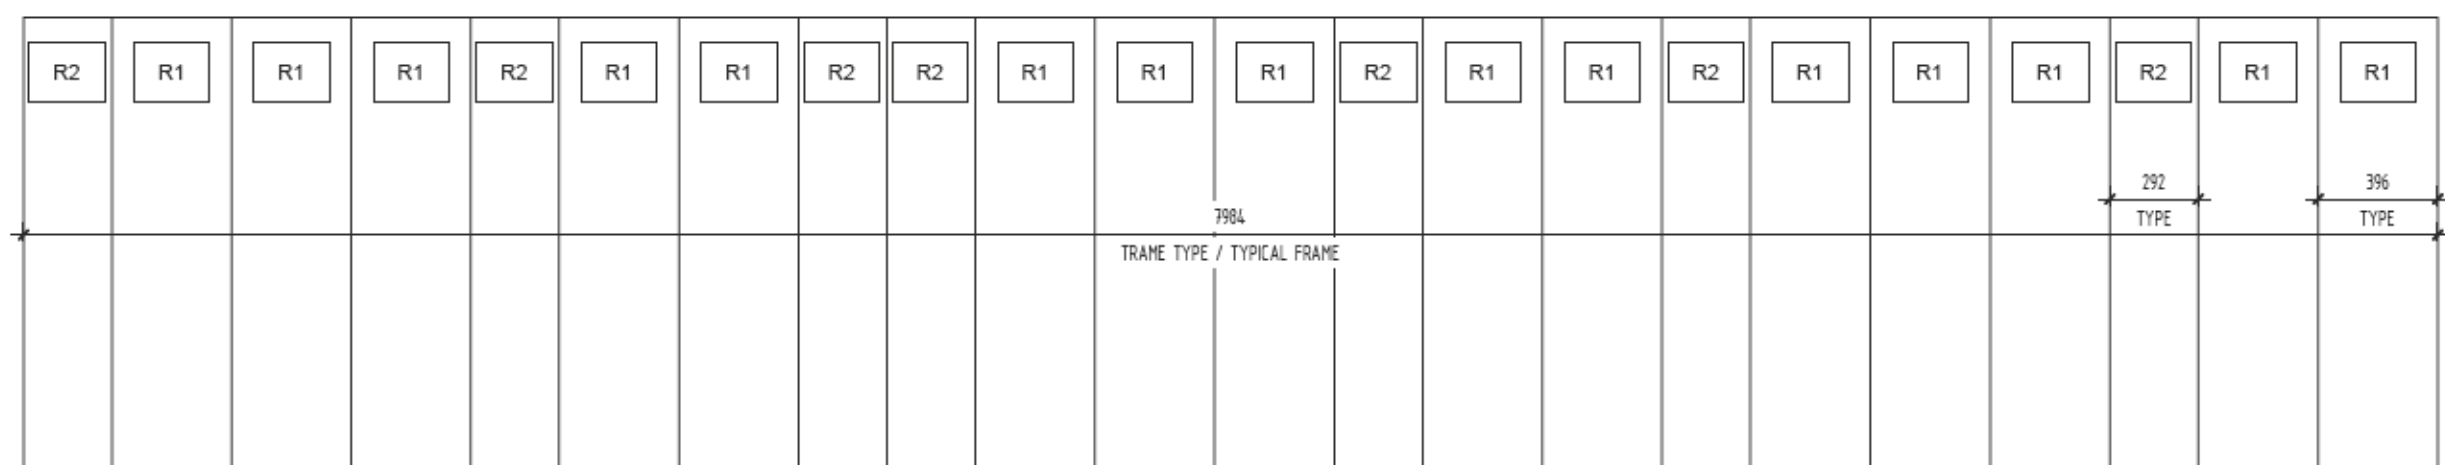 R2 R1 R1 R1 R2 R1 R1 R2 R2 R1 R1 R1 R2 R1 R1 R2 R1 R1 R1 R2 R1 R1
292 396
7984 TYPE TYPE
TRAME TYPE / TYPICAL FRAME